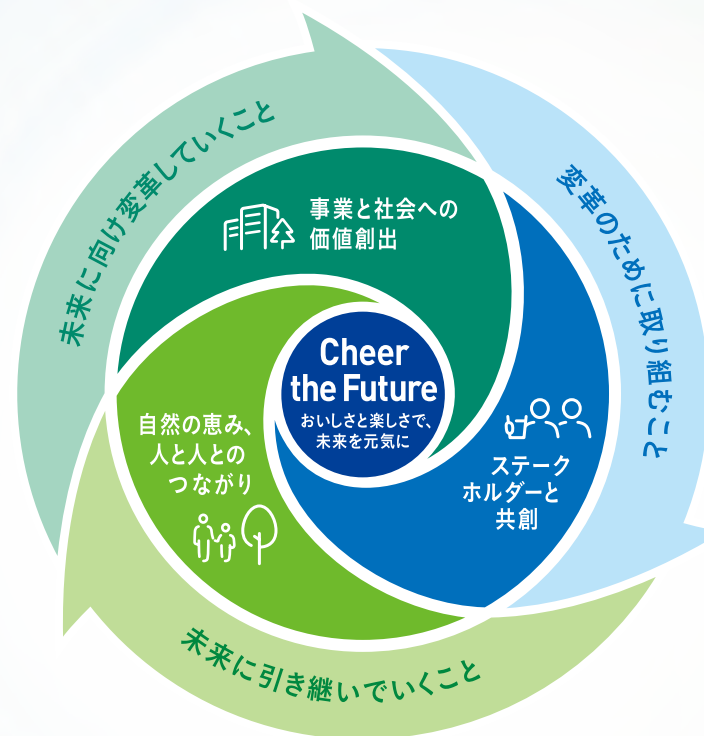 未来に向け変革していくこと
変革のために取り組むこと
未来に引き継いでいくこと
事業と社会への
価値創出
ステーク
ホルダーと
共創
自然の恵み、
人と人との
つながり
Cheer
the Future
おいしさと楽しさで、
未来を元気に